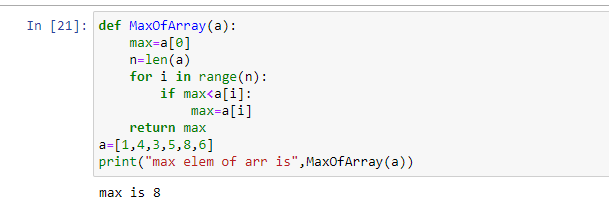 In [21]: def MaxOfArray(a):
    max=a[0]
    n=len(a)
    for i in range(n):
        if max<a[i]:
            max=a[i]
    return max
a=[1,4,3,5,8,6]
print("max elem of arr is",MaxOfArray(a))
max is 8